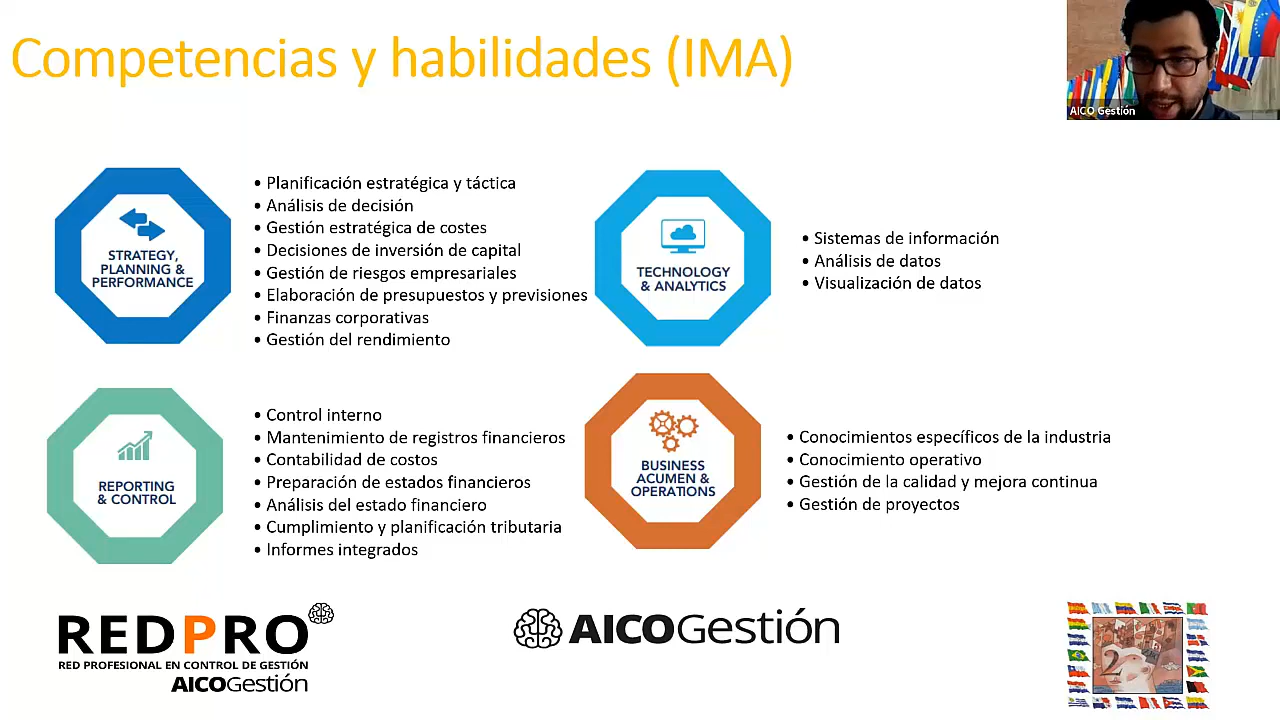 Competencias y habilidades (IMA)
AICO Gestión
STRATEGY,
PLANNING &
PERFORMANCE
• Planificación estratégica y táctica
• Análisis de decisión
• Gestión estratégica de costes
• Decisiones de inversión de capital
• Gestión de riesgos empresariales
• Elaboración de presupuestos y previsiones
• Finanzas corporativas
• Gestión del rendimiento
TECHNOLOGY
& ANALYTICS
• Sistemas de información
• Análisis de datos
• Visualización de datos
REPORTING
& CONTROL
• Control interno
• Mantenimiento de registros financieros
• Contabilidad de costos
• Preparación de estados financieros
• Análisis del estado financiero
• Cumplimiento y planificación tributaria
• Informes integrados
BUSINESS
ACUMEN &
OPERATIONS
• Conocimientos específicos de la industria
• Conocimiento operativo
• Gestión de la calidad y mejora continua
• Gestión de proyectos
REDPRO
RED PROFESIONAL EN CONTROL DE GESTIÓN
AICOGestión
AICOGestión
2